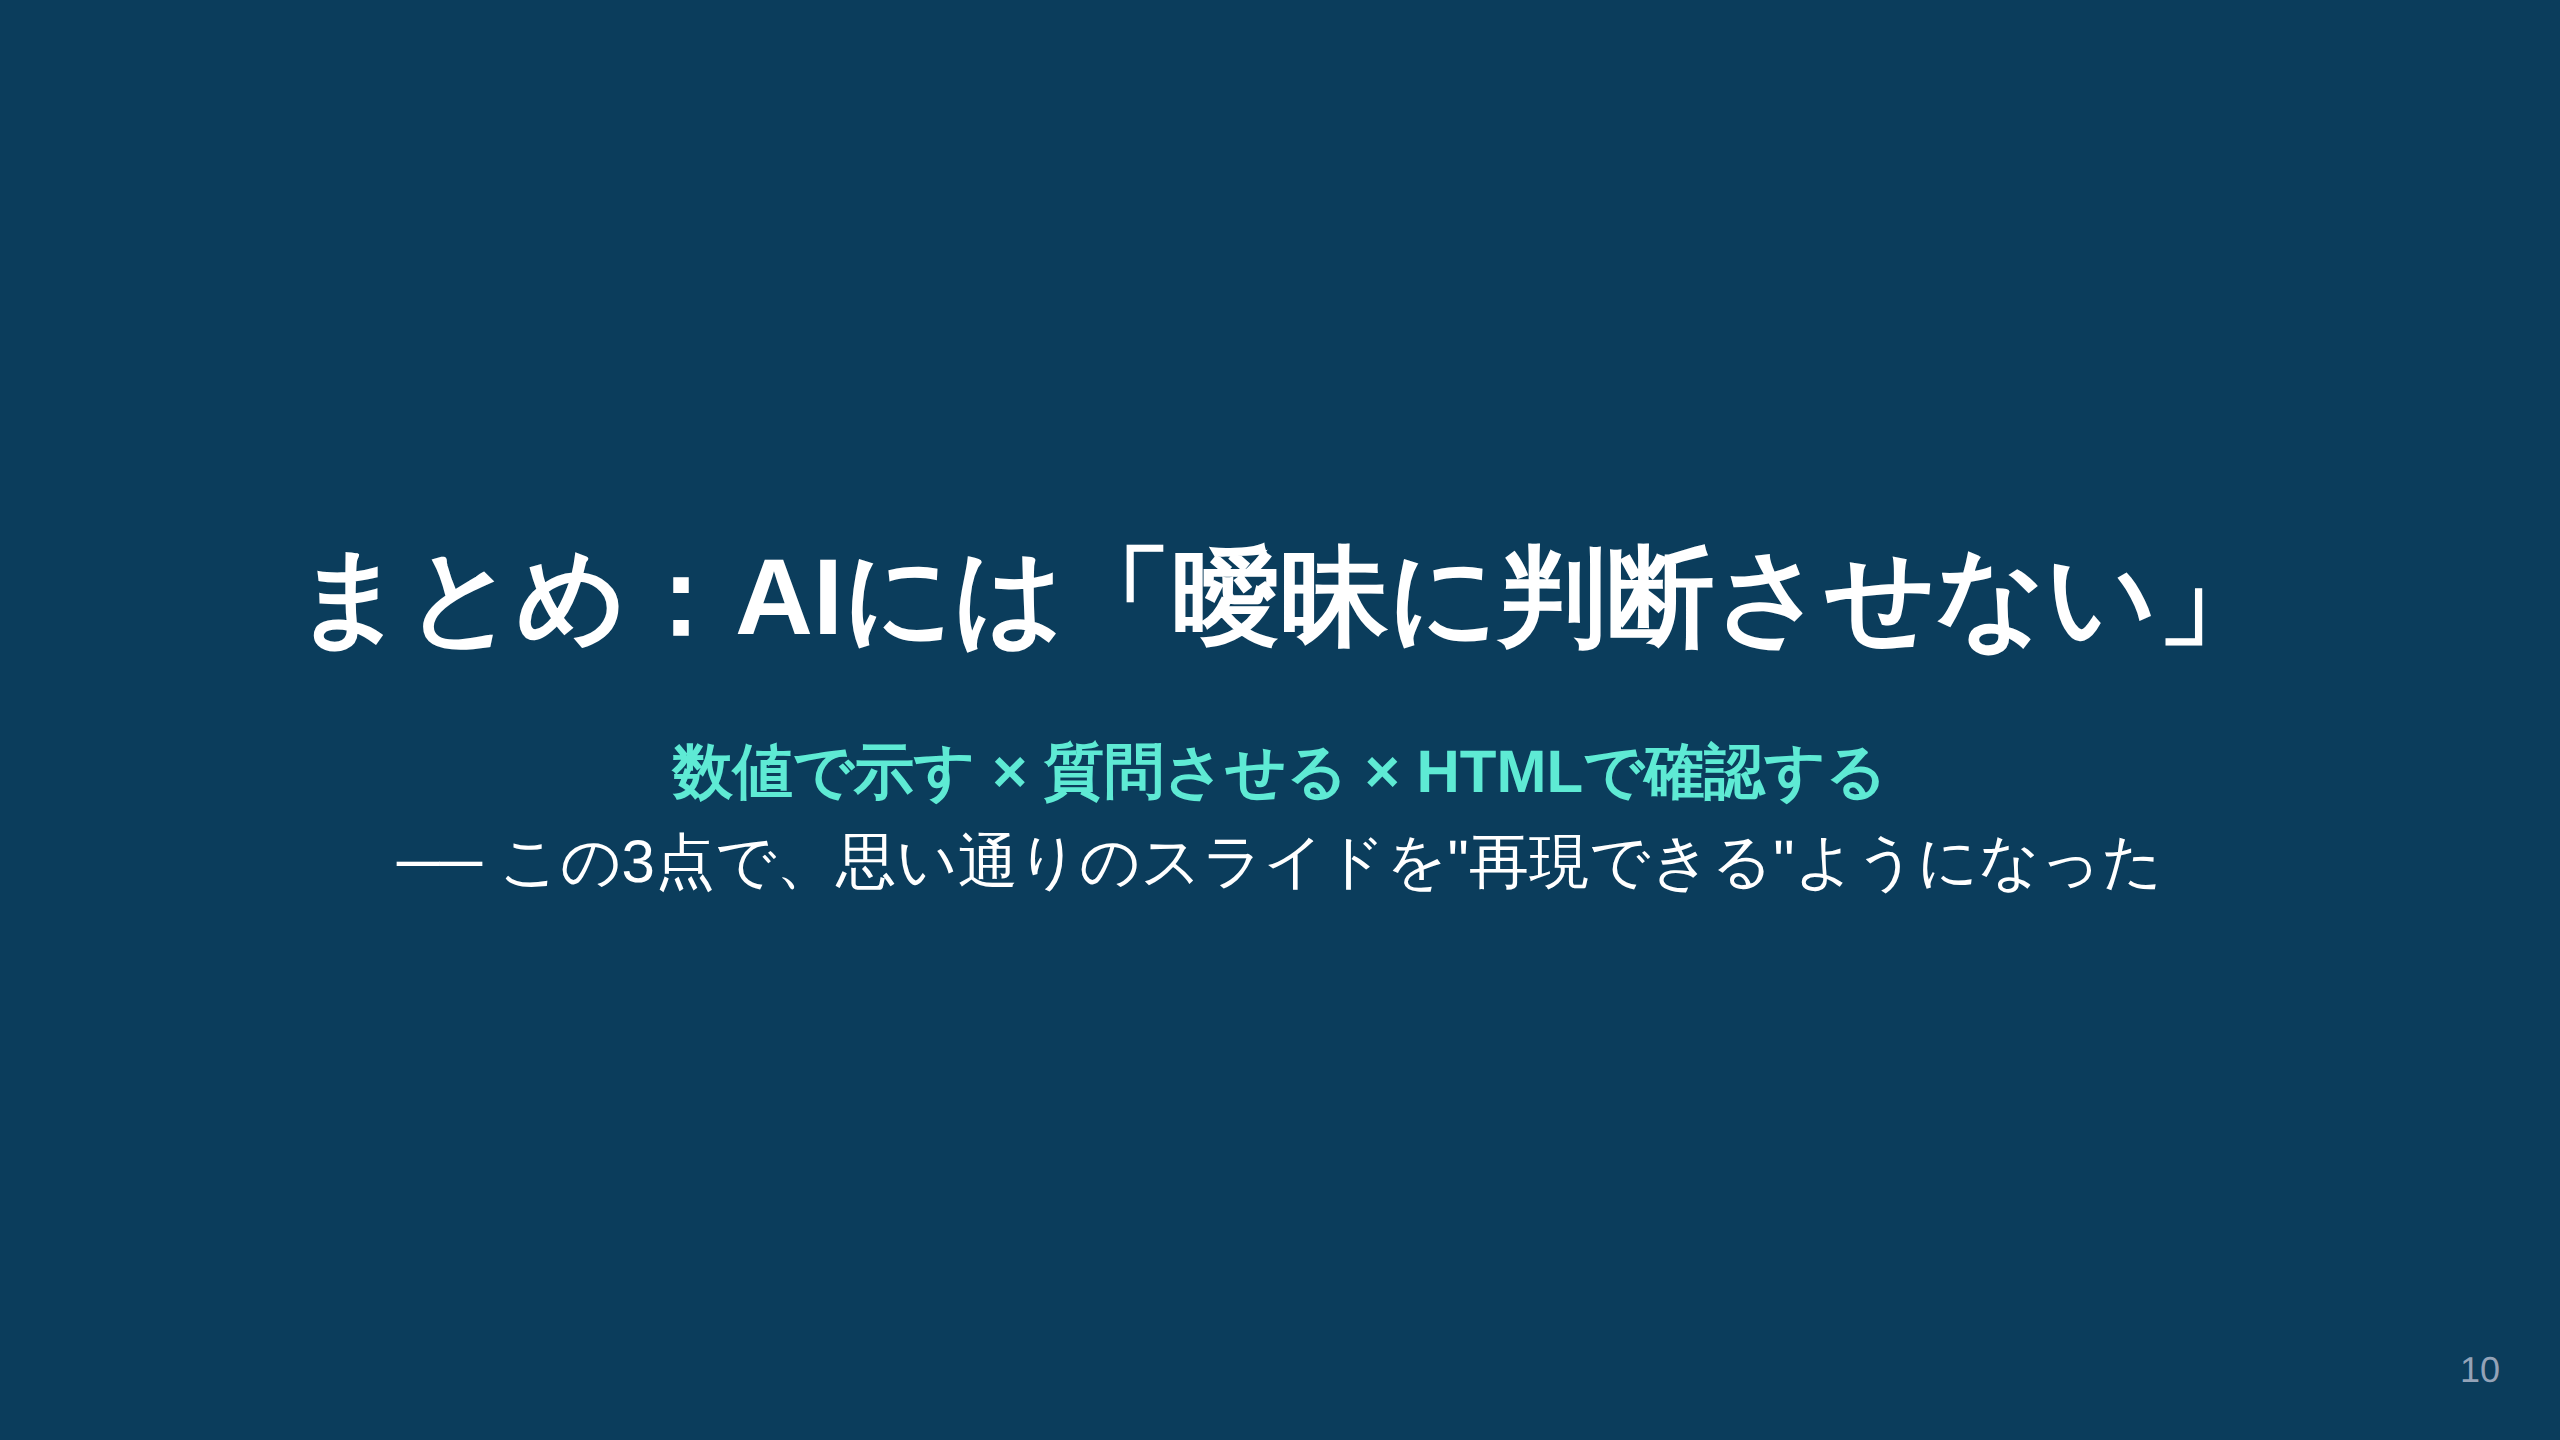 まとめ：AIには「曖昧に判断させない」
数値で示す × 質問させる × HTMLで確認する
── この3点で、思い通りのスライドを"再現できる"ようになった
10